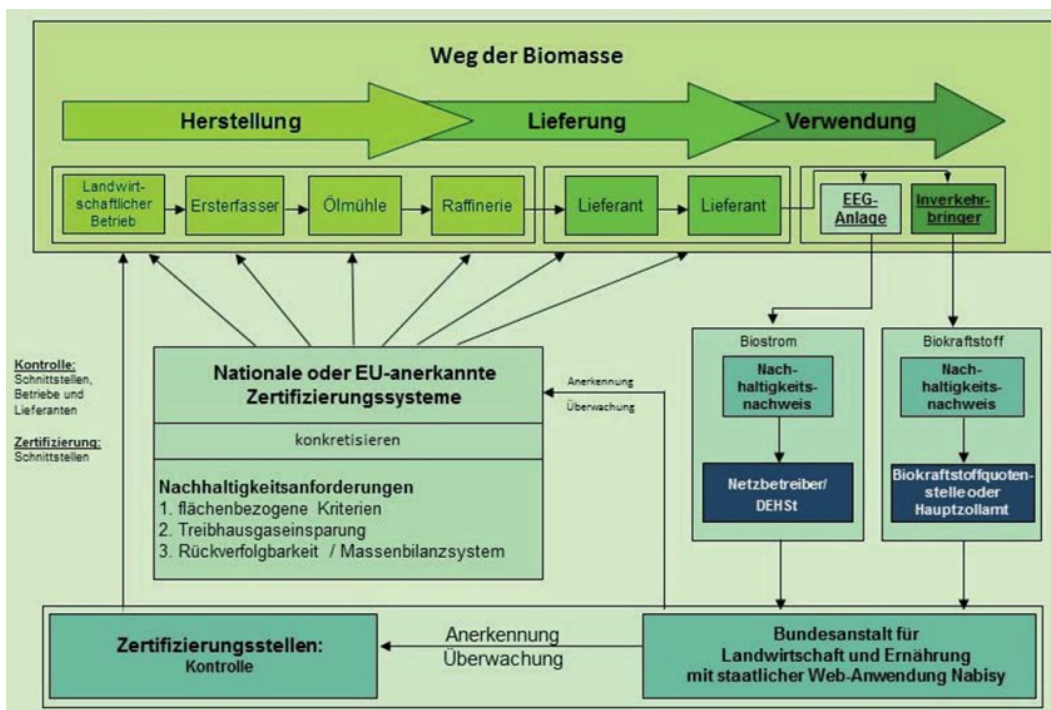 Weg der Biomasse
Herstellung
Lieferung
Verwendung
Landwirt-
schaftlicher
Betrieb
Ersterfasser
Ölmühle
Raffinerie
Lieferant
Lieferant
EEG-
Anlage
Inverkehr-
bringer
Kontrolle:
Schnittstellen,
Betriebe und
Lieferanten
Zertifizierung:
Schnittstellen
Nationale oder EU-anerkannte
Zertifizierungssysteme
konkretisieren
Nachhaltigkeitsanforderungen
1. flächenbezogene Kriterien
2. Treibhausgaseinsparung
3. Rückverfolgbarkeit / Massenbilanzsystem
Anerkennung
Überwachung
Biostrom
Nach-
haltigkeits-
nachweis
Netzbetreiber/
DEHSt
Biokraftstoff
Nach-
haltigkeits-
nachweis
Biokraftstoffquoten-
stelle oder
Hauptzollamt
Zertifizierungsstellen:
Kontrolle
Anerkennung
Überwachung
Bundesanstalt für
Landwirtschaft und Ernährung
mit staatlicher Web-Anwendung Nabisy